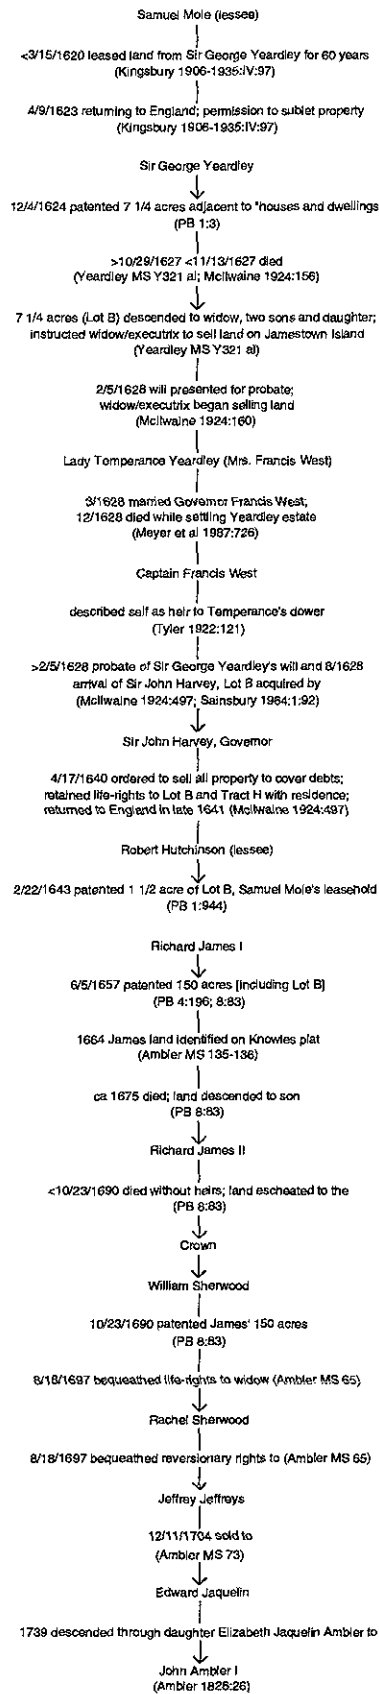 Samuel Mole (lessee)
<3/15/1620 leased land from Sir George Yeardley for 60 years
(Kingsbury 1906-1935:IV:97)
4/9/1623 returning to England; permission to sublet property
(Kingsbury 1906-1935:IV:97)
Sir George Yeardley
12/4/1624 patented 7 1/4 acres adjacent to "houses and dwellings
(PB 1:3)
>10/29/1627 <11/13/1627 died
(Yeardley MS Y321 al; McIlwaine 1924:156)
7 1/4 acres (Lot B) descended to widow, two sons and daughter;
instructed widow/executrix to sell land on Jamestown Island
(Yeardley MS Y321 al)
2/5/1628 will presented for probate;
widow/executrix began selling land
(McIlwaine 1924:160)
Lady Temperance Yeardley (Mrs. Francis West)
3/1628 married Governor Francis West;
12/1628 died while settling Yeardley estate
(Meyer et al 1987:726)
Captain Francis West
described self as heir to Temperance's dower
(Tyler 1922:121)
>2/5/1628 probate of Sir George Yeardley's will and 8/1628
arrival of Sir John Harvey, Lot B acquired by
(McIlwaine 1924:497; Sainsbury 1964:1:92)
Sir John Harvey, Governor
4/17/1640 ordered to sell all property to cover debts;
retained life-rights to Lot B and Tract H with residence;
returned to England in late 1641 (McIlwaine 1924:497)
Robert Hutchinson (lessee)
2/22/1643 patented 1 1/2 acre of Lot B, Samuel Mole's leasehold
(PB 1:944)
Richard James I
6/5/1657 patented 150 acres [including Lot B]
(PB 4:196; 8:83)
1664 James land identified on Knowles plat
(Ambler MS 135-136)
ca 1675 died; land descended to son
(PB 8:83)
Richard James II
<10/23/1690 died without heirs; land escheated to the
(PB 8:83)
Crown
William Sherwood
10/23/1690 patented James' 150 acres
(PB 8:83)
8/18/1697 bequeathed life-rights to widow (Ambler MS 65)
Rachel Sherwood
8/18/1697 bequeathed reversionary rights to (Ambler MS 65)
Jeffrey Jeffreys
12/11/1704 sold to
(Ambler MS 73)
Edward Jaquelin
1739 descended through daughter Elizabeth Jaquelin Ambler to
John Ambler I
(Ambler 1826:26)